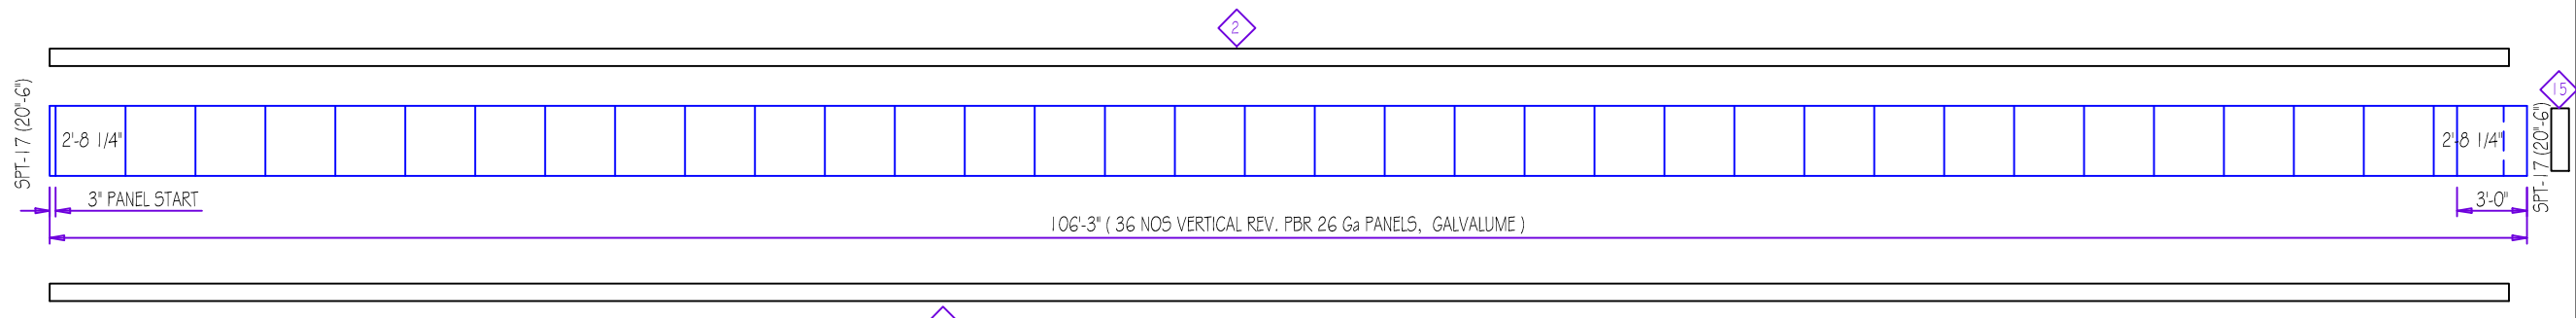 2
15
SPT-17 (20"-6")
2'-8 1/4"
2'-8 1/4"
SPT-17 (20"-6")
3" PANEL START
3'-0"
106'-3" ( 36 NOS VERTICAL REV. PBR 26 Ga PANELS, GALVALUME )